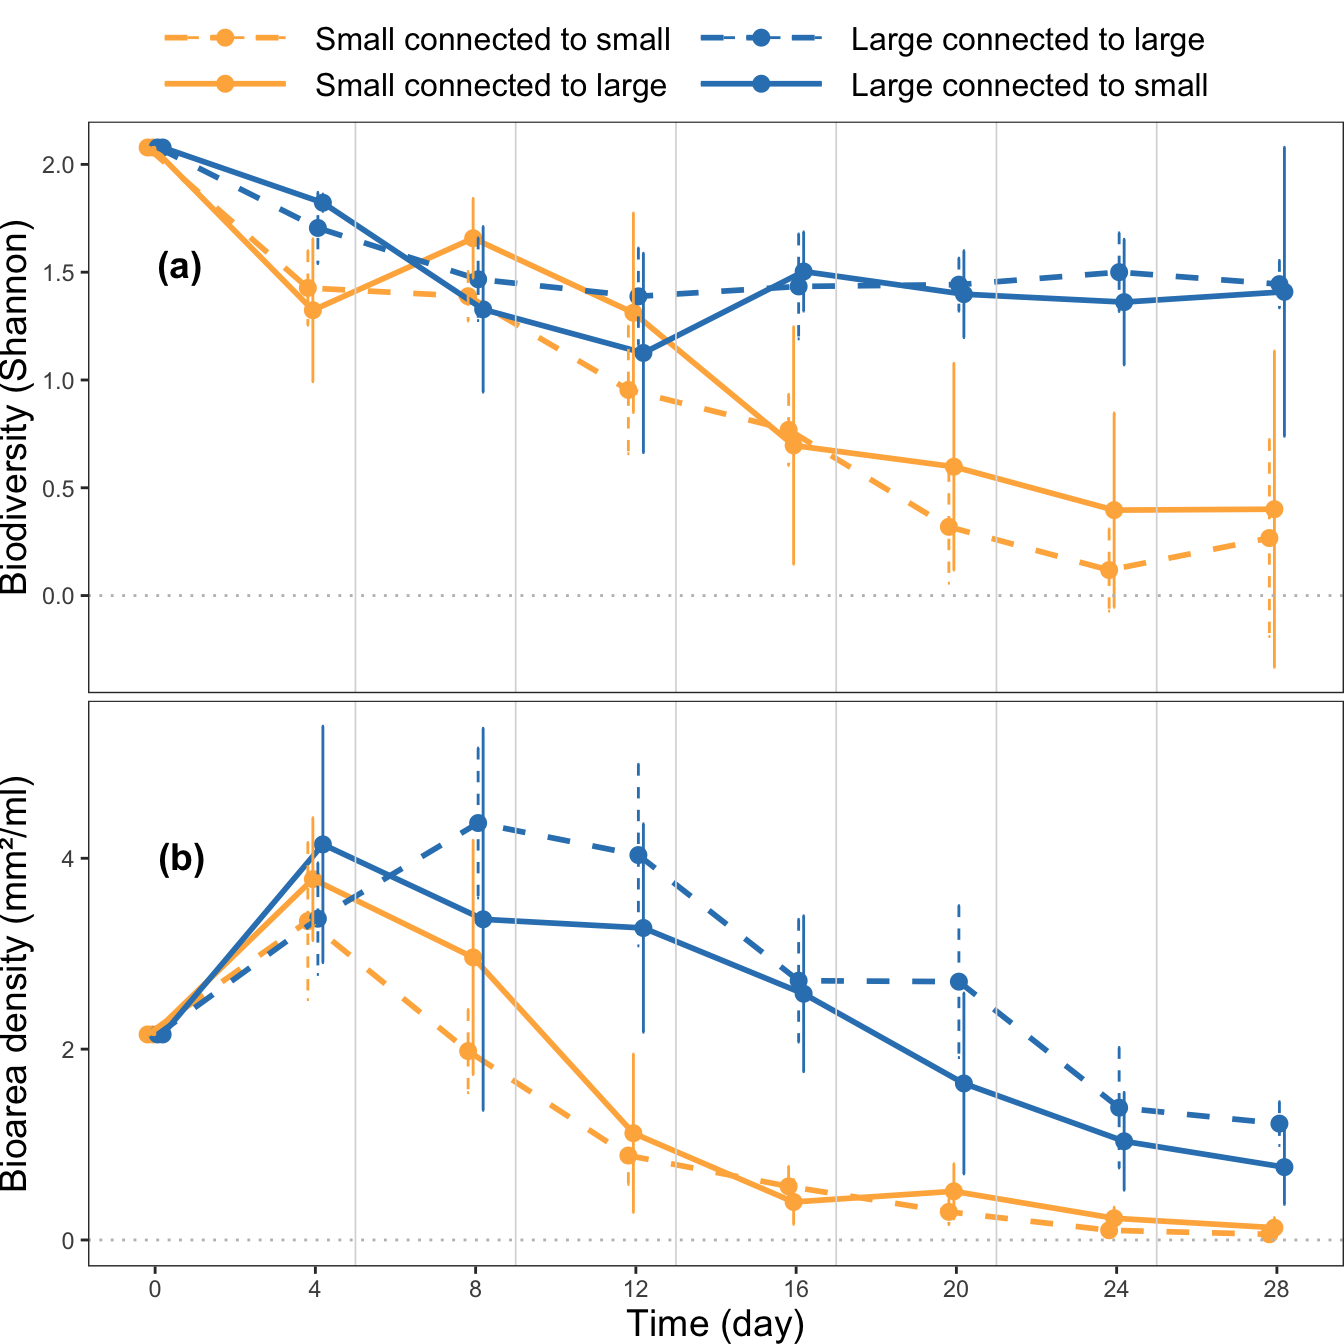 Small connected to small
Large connected to large
Small connected to large
Large connected to small
Biodiversity (Shannon)
2.0
1.5
1.0
0.5
0.0
(a)
Bioarea density (mm²/ml)
4
2
0
(b)
0 4 8 12 16 20 24 28
Time (day)